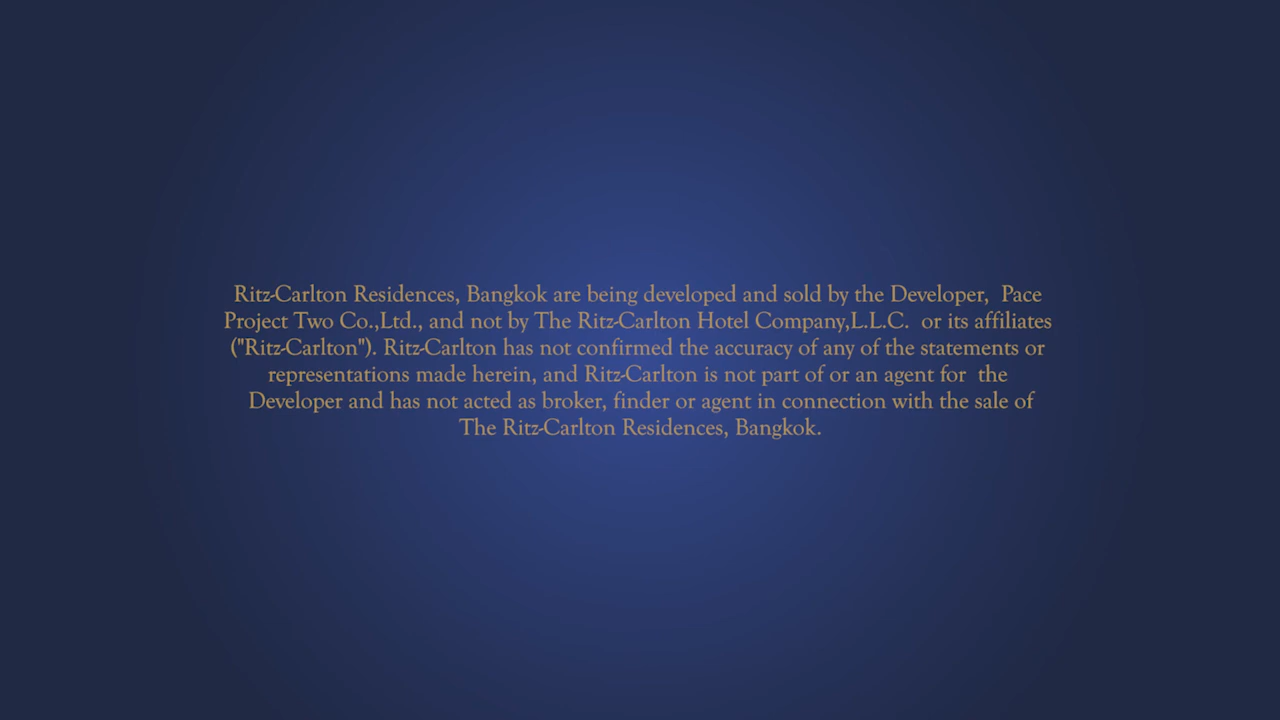 Ritz-Carlton Residences, Bangkok are being developed and sold by the Developer,  Pace
Project Two Co.,Ltd., and not by The Ritz-Carlton Hotel Company,L.L.C.  or its affiliates
("Ritz-Carlton"). Ritz-Carlton has not confirmed the accuracy of any of the statements or
representations made herein, and Ritz-Carlton is not part of or an agent for  the
Developer and has not acted as broker, finder or agent in connection with the sale of
The Ritz-Carlton Residences, Bangkok.